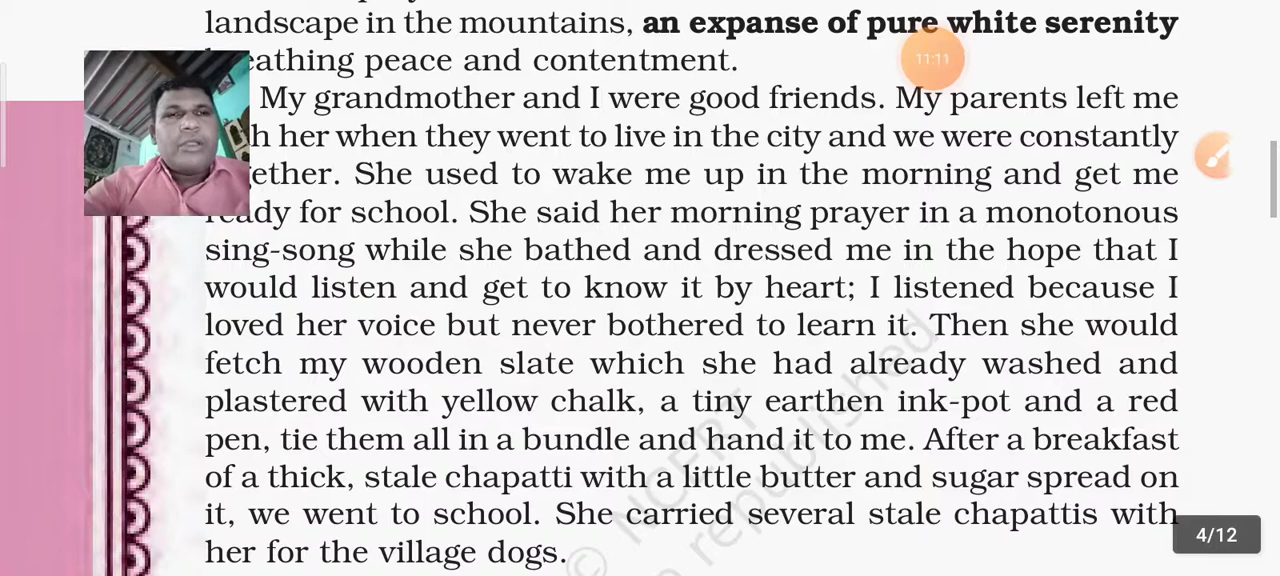 landscape in the mountains, an expanse of pure white serenity
eathing peace and contentment.
11:11
My grandmother and I were good friends. My parents left me
h her when they went to live in the city and we were constantly
ether. She used to wake me up in the morning and get me
ready for school. She said her morning prayer in a monotonous
sing-song while she bathed and dressed me in the hope that I
would listen and get to know it by heart; I listened because I
loved her voice but never bothered to learn it. Then she would
fetch my wooden slate which she had already washed and
plastered with yellow chalk, a tiny earthen ink-pot and a red
pen, tie them all in a bundle and hand it to me. After a breakfast
of a thick, stale chapatti with a little butter and sugar spread on
it, we went to school. She carried several stale chapattis with
her for the village dogs.
4/12
© NCERT
republished